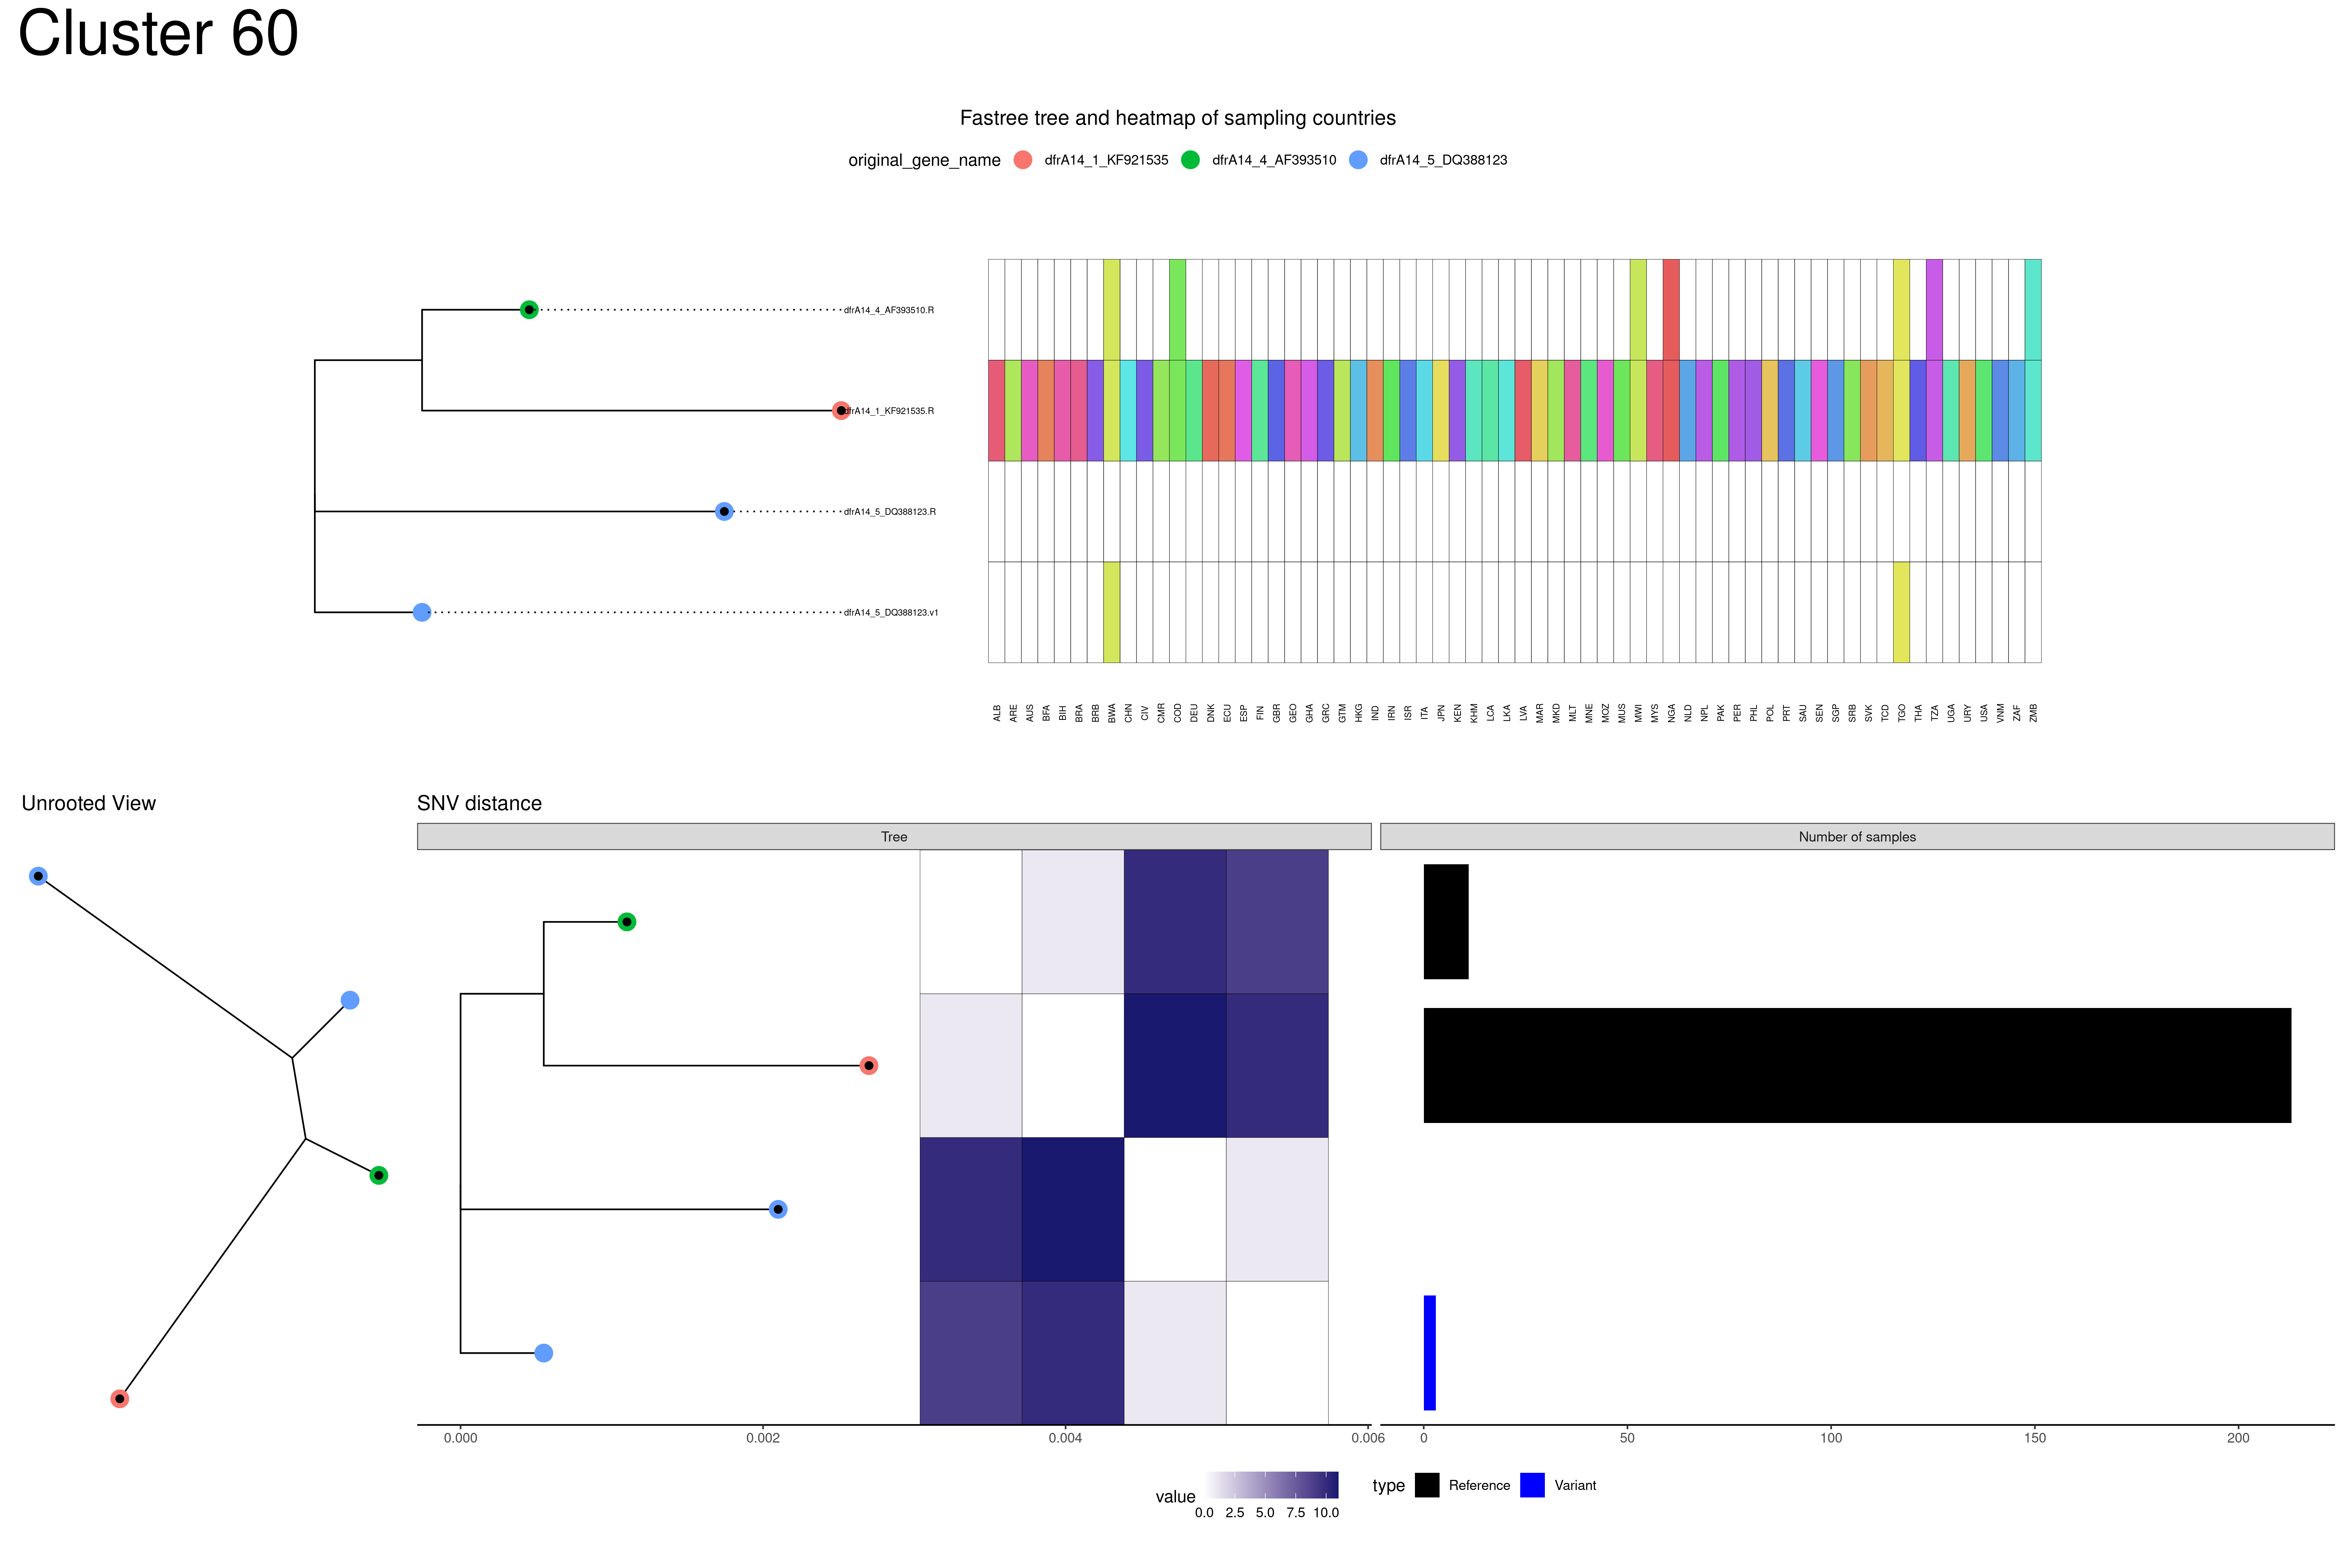 Cluster 60
Fastree tree and heatmap of sampling countries
original_gene_name dfrA14_1_KF921535 dfrA14_4_AF393510 dfrA14_5_DQ388123
dfrA14_4_AF393510.R
dfrA14_1_KF921535.R
dfrA14_5_DQ388123.R
dfrA14_5_DQ388123.v1
ALB ARE AUS BFA BIH BRA BRB BWA CHN CIV CMR COD DEU DNK ECU ESP FIN GBR GEO GHA GRC GTM HKG IND IRN ISR ITA JPN KEN KHM LCA LKA LVA MAR MKD MLT MNE MOZ MUS MWI MYS NGA NLD NPL PAK PER PHL POL PRT SAU SEN SGP SRB SVK TCD TGO THA TZA UGA URY USA VNM ZAF ZMB
Unrooted View
SNV distance
Tree
Number of samples
0.000 0.002 0.004 0.006
0 50 100 150 200
value
0.0 2.5 5.0 7.5 10.0
type Reference Variant